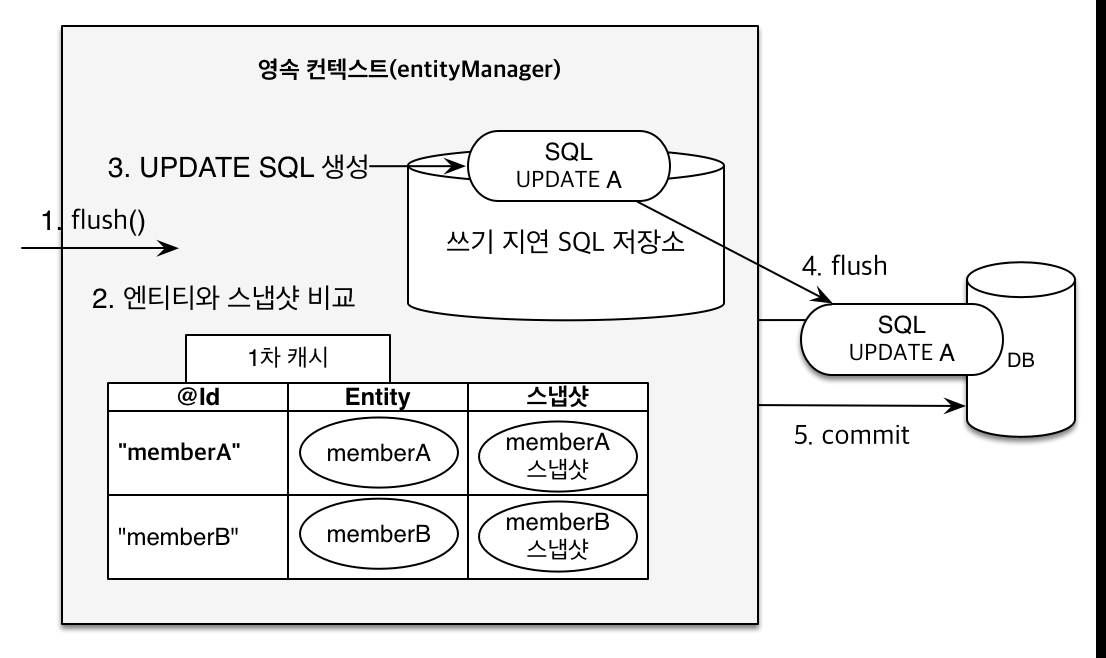 영속 컨텍스트(entityManager)
SQL
UPDATE A
3. UPDATE SQL 생성
1. flush()
쓰기 지연 SQL 저장소
4. flush
2. 엔티티와 스냅샷 비교
SQL
UPDATE A
DB
1차 캐시
@Id Entity 스냅샷
5. commit
"memberA" memberA memberA
스냅샷
"memberB" memberB memberB
스냅샷